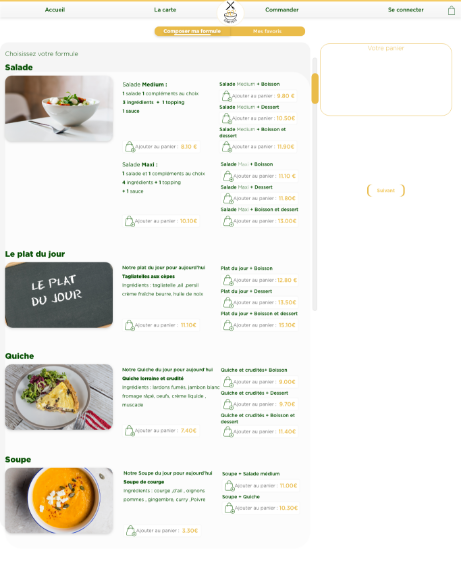 Accueil
La carte
Commander
Se connecter
Composer ma formule
Mes favoris
Choisissez votre formule
Votre panier
Salade
Salade Medium :
1 salade 1 compléments au choix
3 ingrédients + 1 topping
1 sauce
Ajouter au panier : 8.10 €
Salade Medium + Boisson
Ajouter au panier : 9.80 €
Salade Medium + Dessert
Ajouter au panier : 10.30€
Salade Medium + Boisson et
dessert
Ajouter au panier : 11.00€
Salade Maxi :
1 salade et 1 compléments au choix
4 ingrédients + 1 topping
+ 1 sauce
Ajouter au panier : 10.10€
Salade Maxi + Boisson
Ajouter au panier : 11.10 €
Salade Maxi + Dessert
Ajouter au panier : 11.80€
Salade Maxi + Boisson et dessert
Ajouter au panier : 13.00€
Suivant
Le plat du jour
LE PLAT
DU JOUR
Notre plat du jour pour aujourd'hui
Tagliatelles aux cèpes
Ingrédients : tagliatelle ,ail ,persil
crème fraîche ,beurre, huile de noix
Ajouter au panier : 11.10€
Plat du jour + Boisson
Ajouter au panier : 12.80 €
Plat du jour + Dessert
Ajouter au panier : 13.30€
Plat du jour + Boisson et dessert
Ajouter au panier : 15.10€
Quiche
Notre Quiche du jour pour aujourd'hui
Quiche lorraine et crudité
Ingrédients : lardons fumés, jambon blanc
fromage râpé, oeufs, crème liquide ,
muscade
Ajouter au panier : 7.40€
Quiche et crudités+ Boisson
Ajouter au panier : 9.00€
Quiche et crudités + Dessert
Ajouter au panier : 9.70€
Quiche et crudités + Boisson et
dessert
Ajouter au panier : 11.40€
Soupe
Notre Soupe du jour pour aujourd'hui
Soupe de courge
Ingrédients : courge ,d'ail , oignons
pommes , gingembre, curry ,Poivre
Ajouter au panier : 3.50€
Soupe + Salade médium
Ajouter au panier : 11.00€
Soupe + Quiche
Ajouter au panier : 10.30€